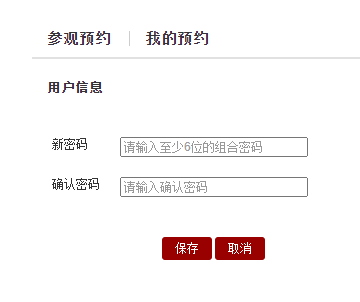 参观预约 | 我的预约
用户信息
新密码 请输入至少6位的组合密码
确认密码 请输入确认密码
保存 取消